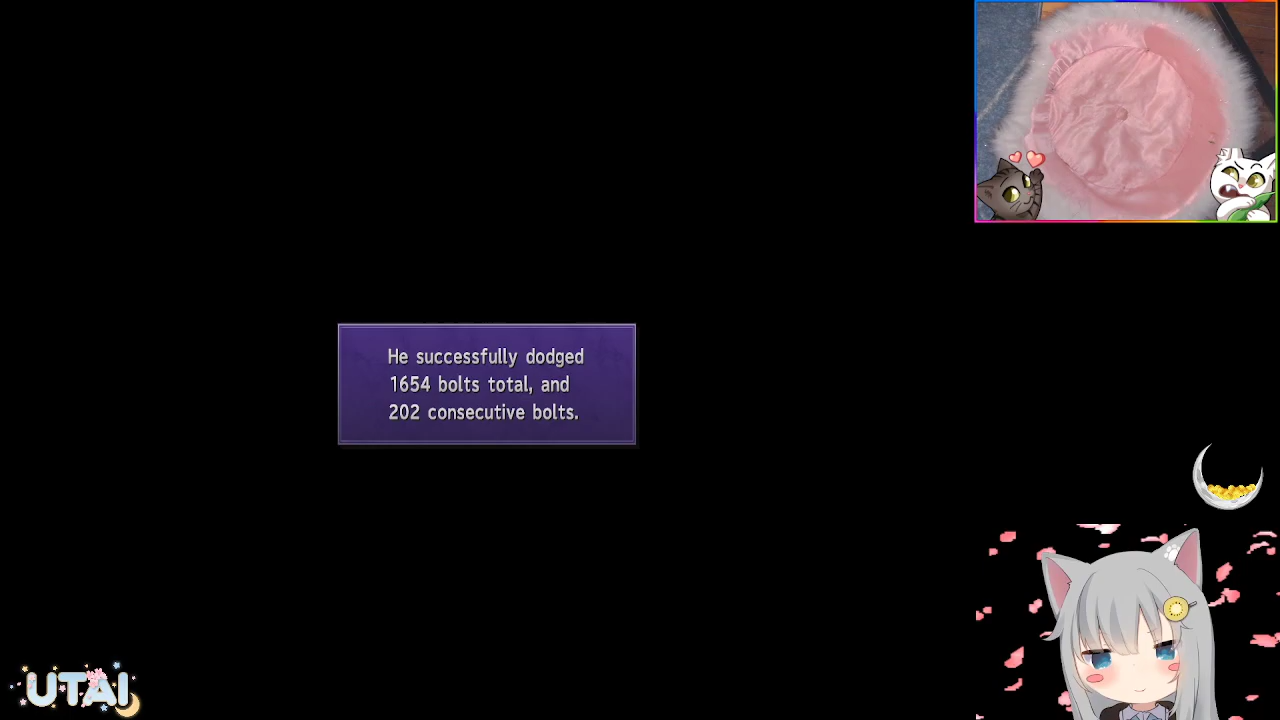 He successfully dodged
1654 bolts total, and
202 consecutive bolts.
UTAI